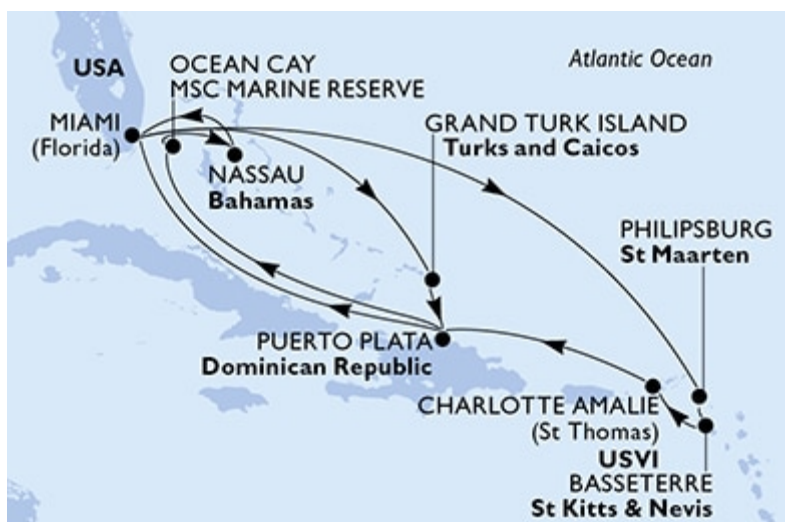 USA
OCEAN CAY
MSC MARINE RESERVE
Atlantic Ocean
MIAMI
(Florida)
NASSAU
Bahamas
GRAND TURK ISLAND
Turks and Caicos
PHILIPSBURG
St Maarten
PUERTO PLATA
Dominican Republic
CHARLOTTE AMALIE
(St Thomas)
USVI
BASSETERRE
St Kitts & Nevis